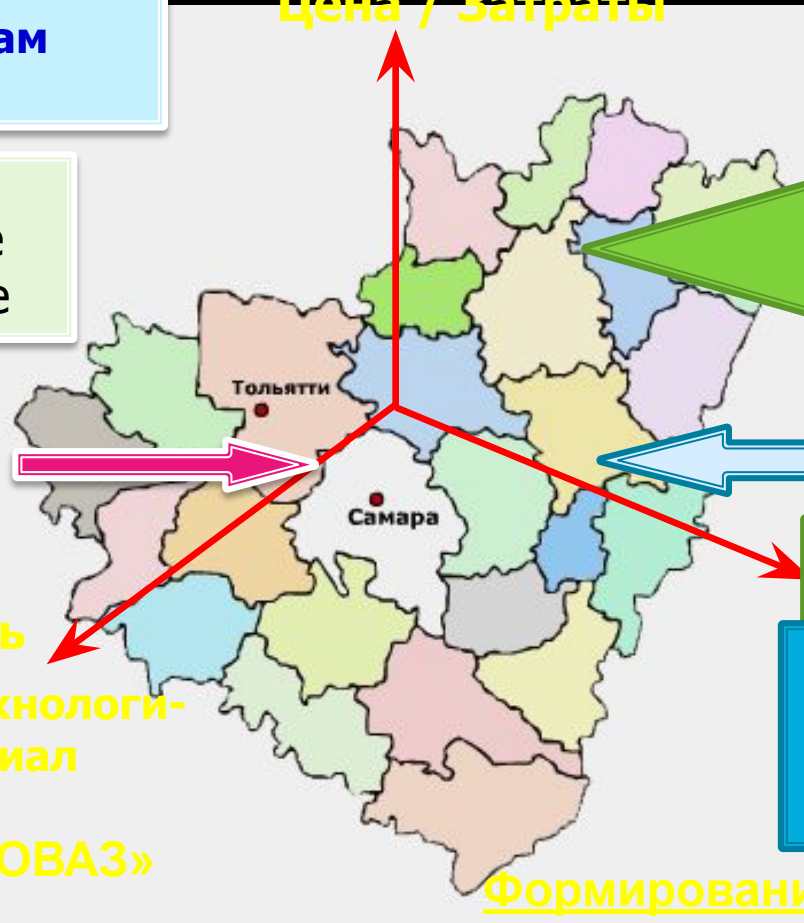 Цена / Затраты
ам
е
е
Тольятти
Самара
ь
хнологи-
иал
ОВАЗ»
Формировани